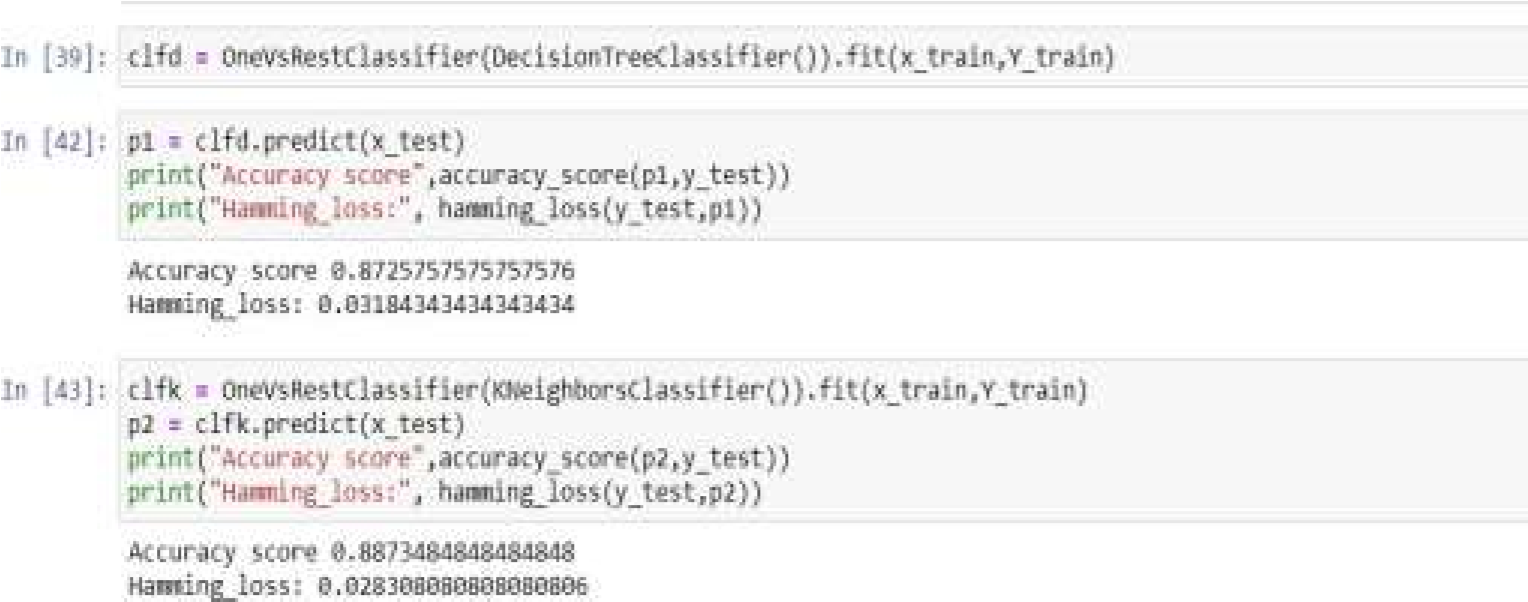 In [39]: clfd = OneVsRestClassifier(DecisionTreeClassifier()).fit(x_train,Y_train)
In [42]: p1 = clfd.predict(x_test)
print("Accuracy score",accuracy_score(p1,y_test))
print("Hamming_loss:", hamming_loss(y_test,p1))
Accuracy score 0.8725757575757576
Hamming_loss: 0.03184343434343434
In [43]: clfk = OneVsRestClassifier(KNeighborsClassifier()).fit(x_train,Y_train)
p2 = clfk.predict(x_test)
print("Accuracy score",accuracy_score(p2,y_test))
print("Hamming_loss:", hamming_loss(y_test,p2))
Accuracy score 0.8873484848484848
Hamming_loss: 0.028308080808080806